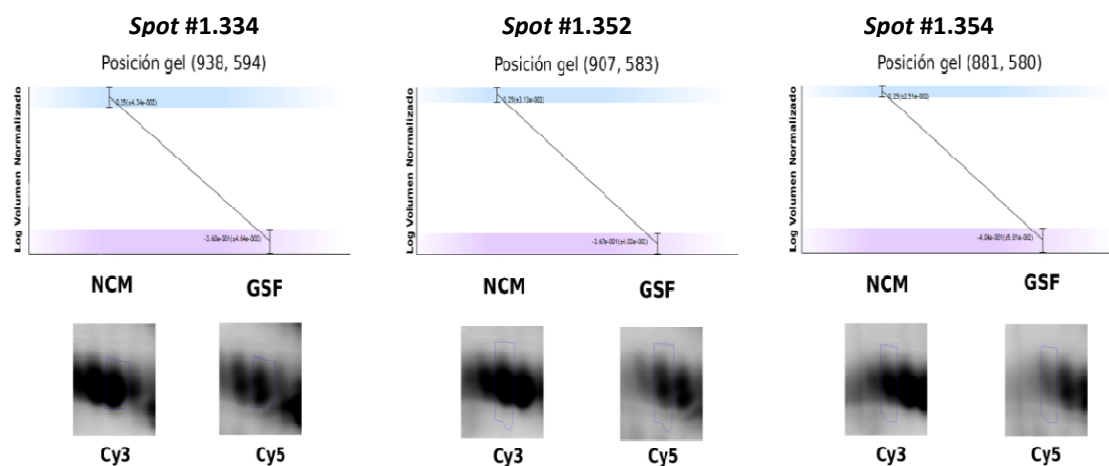 Spot #1.334
Posición gel (938, 594)
Log Volumen Normalizado
NCM
GSF
Cy3
Cy5
Spot #1.352
Posición gel (907, 583)
Log Volumen Normalizado
NCM
GSF
Cy3
Cy5
Spot #1.354
Posición gel (881, 580)
Log Volumen Normalizado
NCM
GSF
Cy3
Cy5